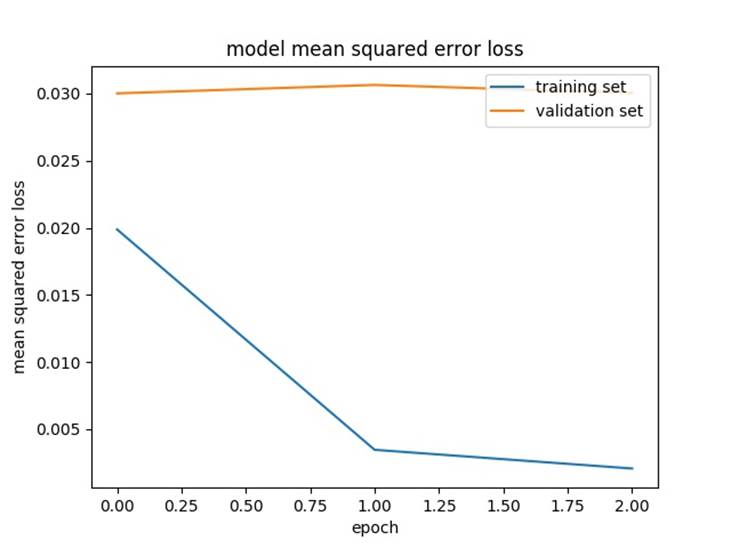 model mean squared error loss
training set
validation set
0.030
0.025
0.020
0.015
0.010
0.005
mean squared error loss
0.00 0.25 0.50 0.75 1.00 1.25 1.50 1.75 2.00
epoch